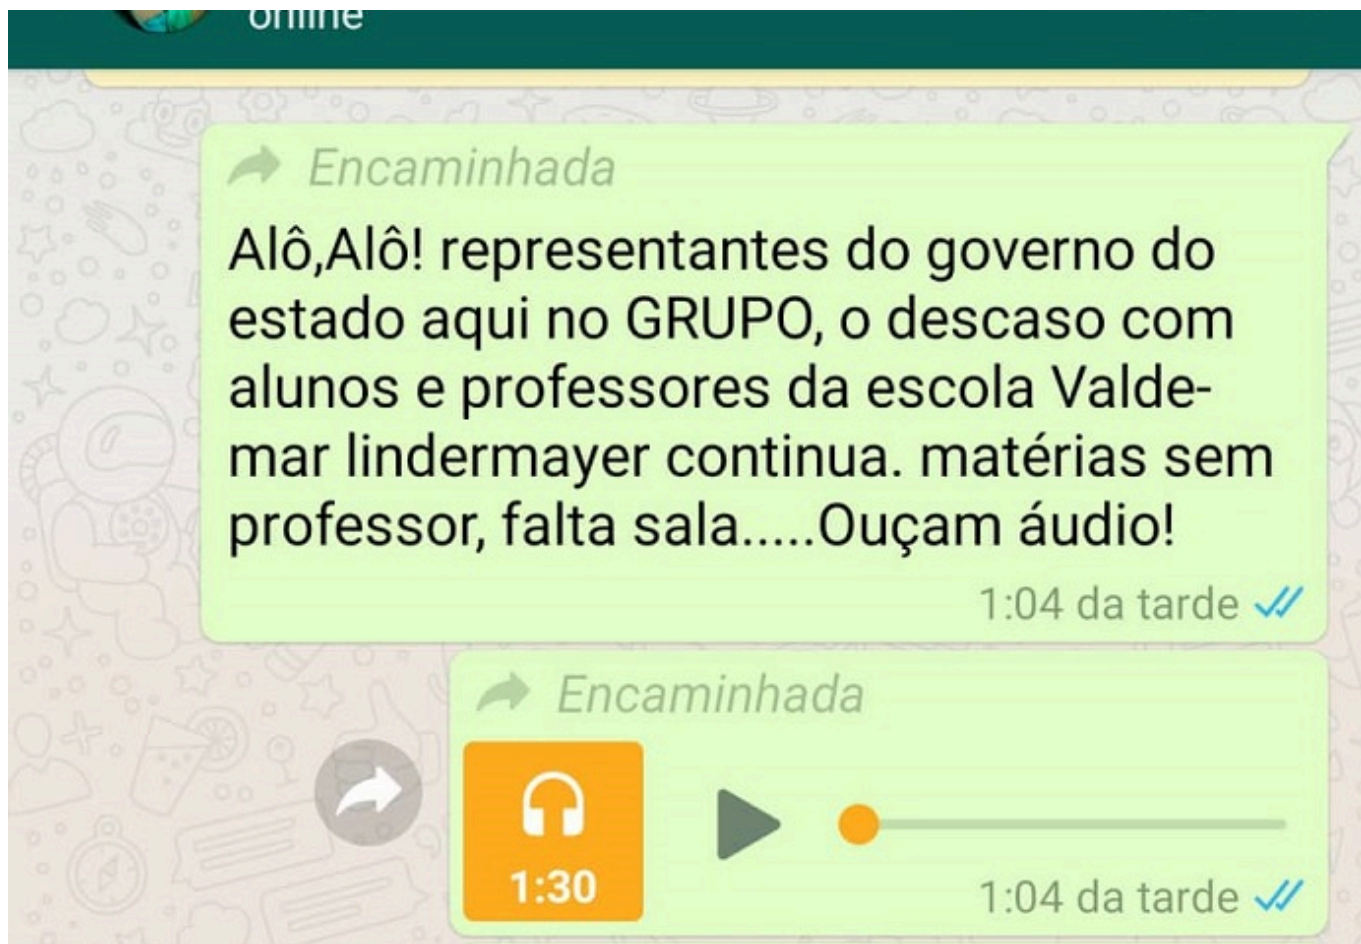 online
Encaminhada
Alô,Alô! representantes do governo do
estado aqui no GRUPO, o descaso com
alunos e professores da escola Valde-
mar lindermayer continua. matérias sem
professor, falta sala.....Ouçam áudio!
1:04 da tarde
Encaminhada
1:30
1:04 da tarde